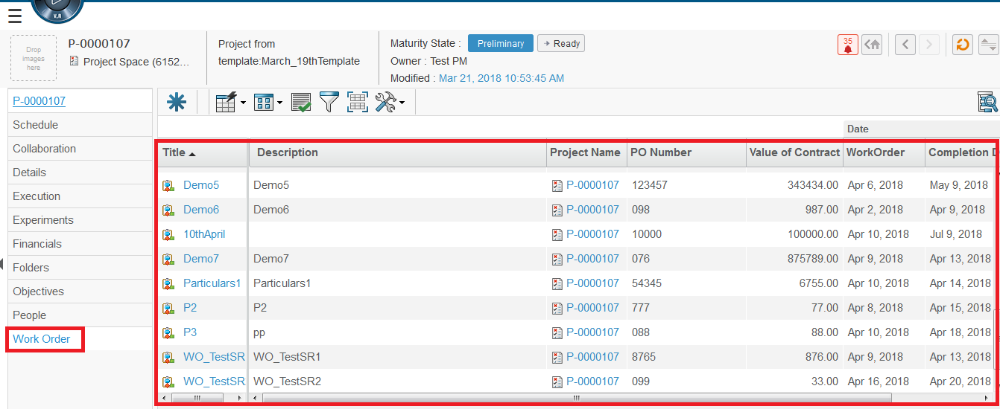 V.R
Drop
images
here
P-0000107
Project Space (6152...
Project from
template:March_19thTemplate
Maturity State : Preliminary Ready
Owner : Test PM
Modified : Mar 21, 2018 10:53:45 AM
35
P-0000107
Schedule
Collaboration
Details
Execution
Experiments
Financials
Folders
Objectives
People
Work Order
Date
Title Description Project Name PO Number Value of Contract WorkOrder Completion D
Demo5 Demo5 P-0000107 123457 343434.00 Apr 6, 2018 May 9, 2018
Demo6 Demo6 P-0000107 098 987.00 Apr 2, 2018 Apr 9, 2018
10thApril P-0000107 10000 100000.00 Apr 10, 2018 Jul 9, 2018
Demo7 Demo7 P-0000107 076 875789.00 Apr 9, 2018 Apr 13, 2018
Particulars1 Particulars1 P-0000107 54345 6755.00 Apr 10, 2018 Apr 14, 2018
P2 P2 P-0000107 777 77.00 Apr 8, 2018 Apr 15, 2018
P3 pp P-0000107 088 88.00 Apr 10, 2018 Apr 18, 2018
WO_TestSR WO_TestSR1 P-0000107 8765 876.00 Apr 9, 2018 Apr 13, 2018
WO_TestSR WO_TestSR2 P-0000107 099 33.00 Apr 16, 2018 Apr 20, 2018